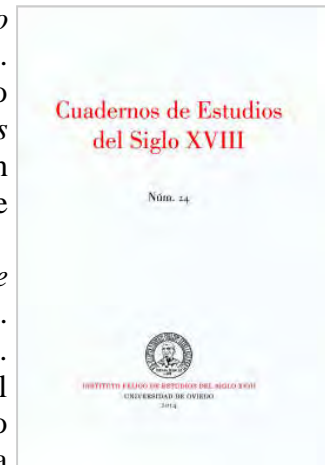 Cuadernos de Estudios
del Siglo XVIII
Núm. 24
INSTITUTO FEIJOO DE ESTUDIOS DEL SIGLO XVIII
UNIVERSIDAD DE OVIEDO
2014